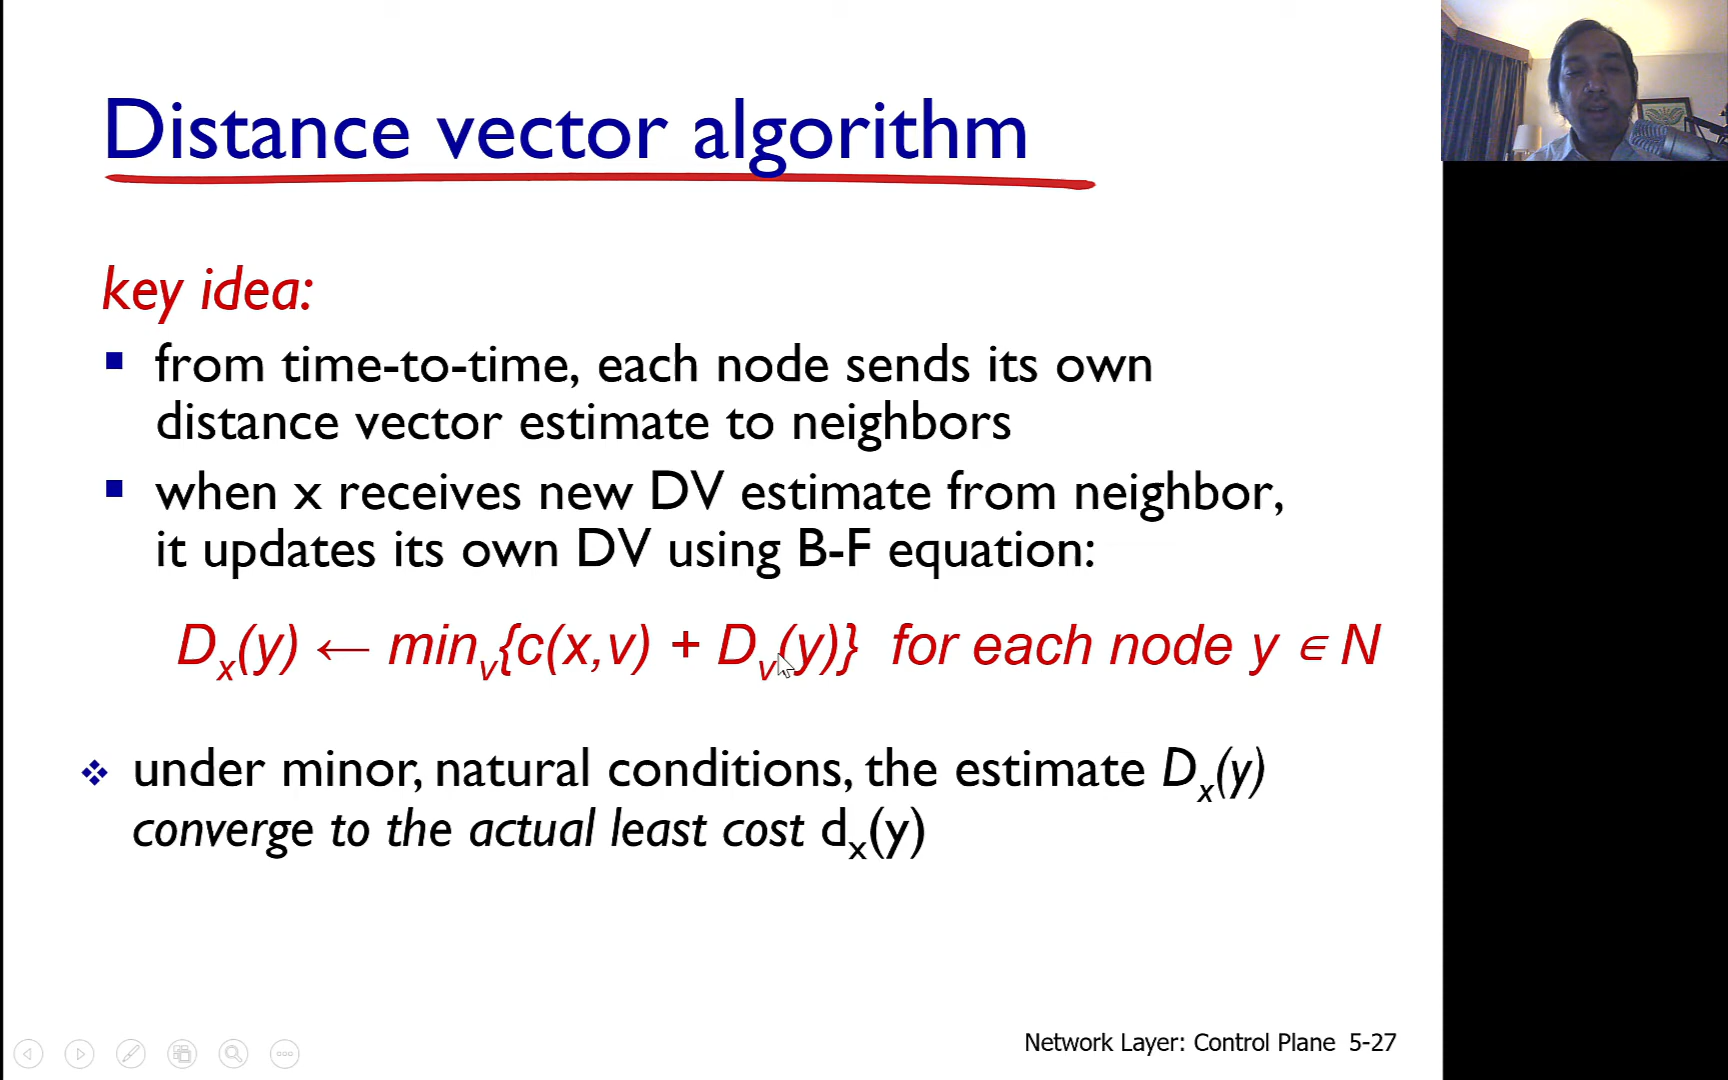 Distance vector algorithm
key idea:
from time-to-time, each node sends its own
distance vector estimate to neighbors
when x receives new DV estimate from neighbor,
it updates its own DV using B-F equation:
Dx(y) ← minv{c(x,v) + Dv(y)} for each node y ∊ N
under minor, natural conditions, the estimate Dx(y)
converge to the actual least cost dx(y)
Network Layer: Control Plane 5-27